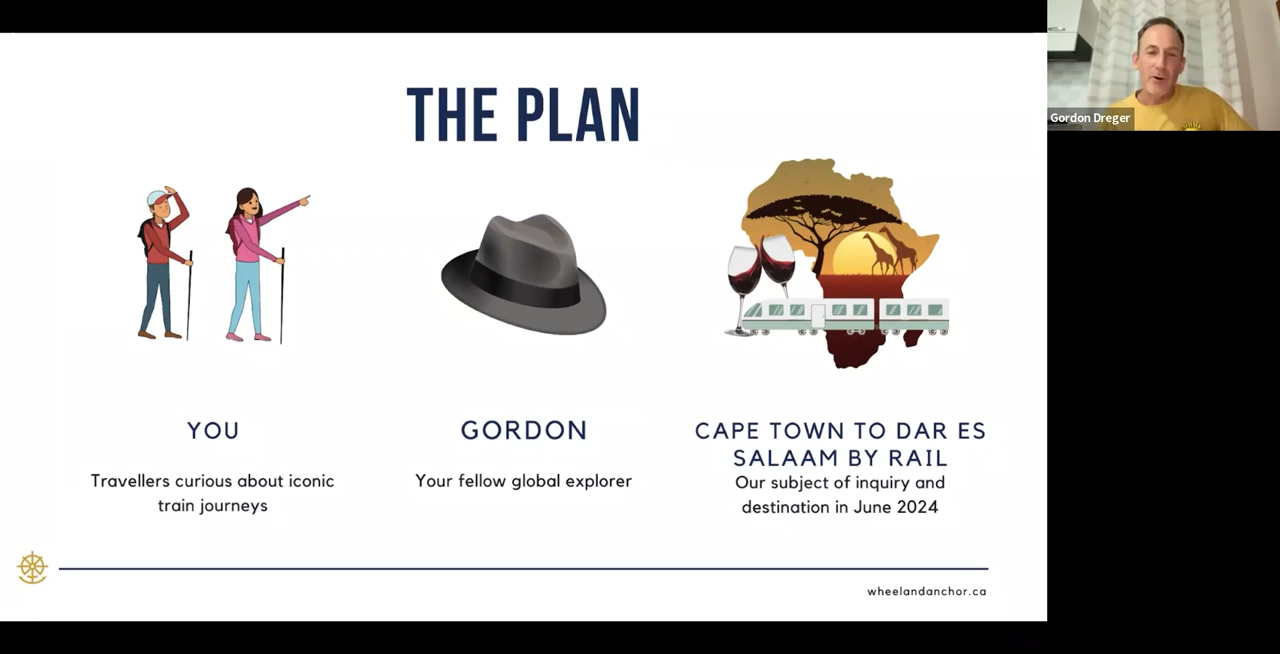 THE PLAN
Gordon Dreger
YOU
Travellers curious about iconic
train journeys
GORDON
Your fellow global explorer
CAPE TOWN TO DAR ES
SALAAM BY RAIL
Our subject of inquiry and
destination in June 2024
wheelandanchor.ca